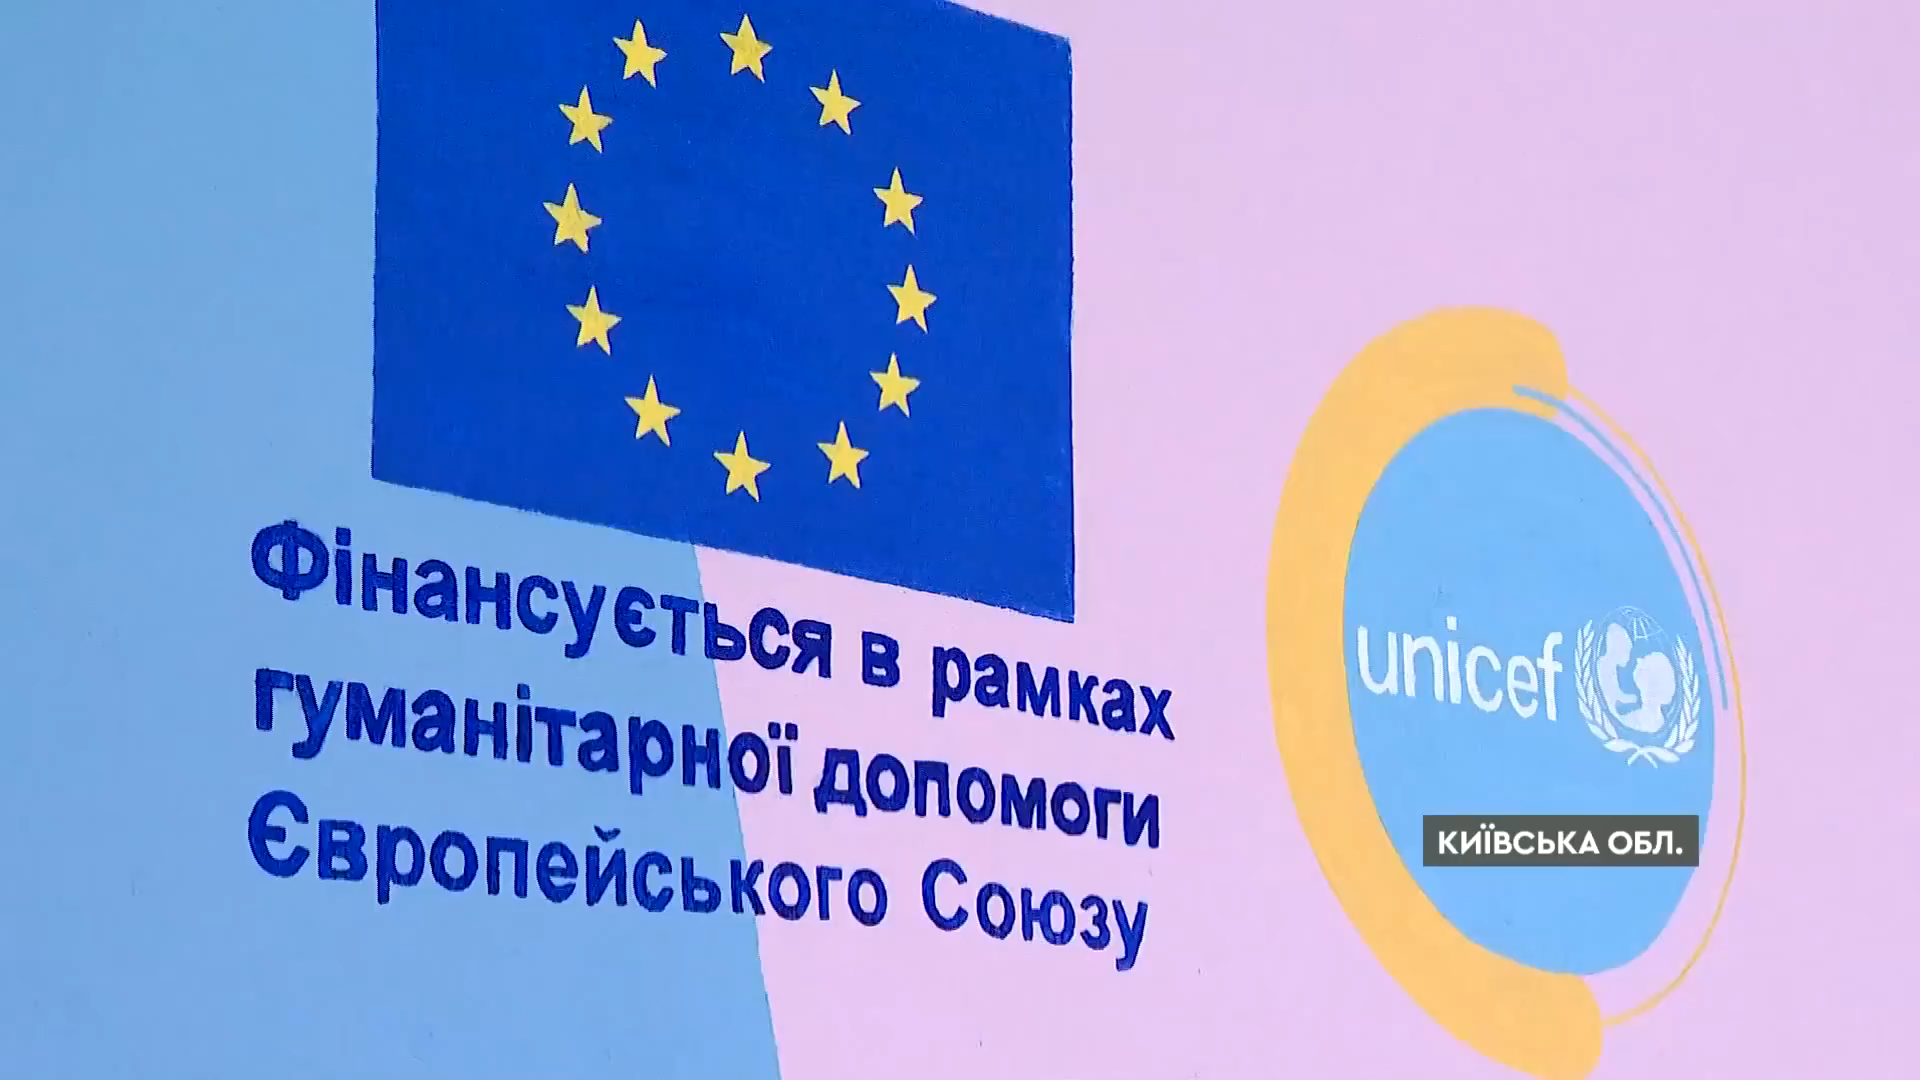 Фінансується в рамках
гуманітарної допомоги
Європейського Союзу
unicef
КИЇВСЬКА ОБЛ.